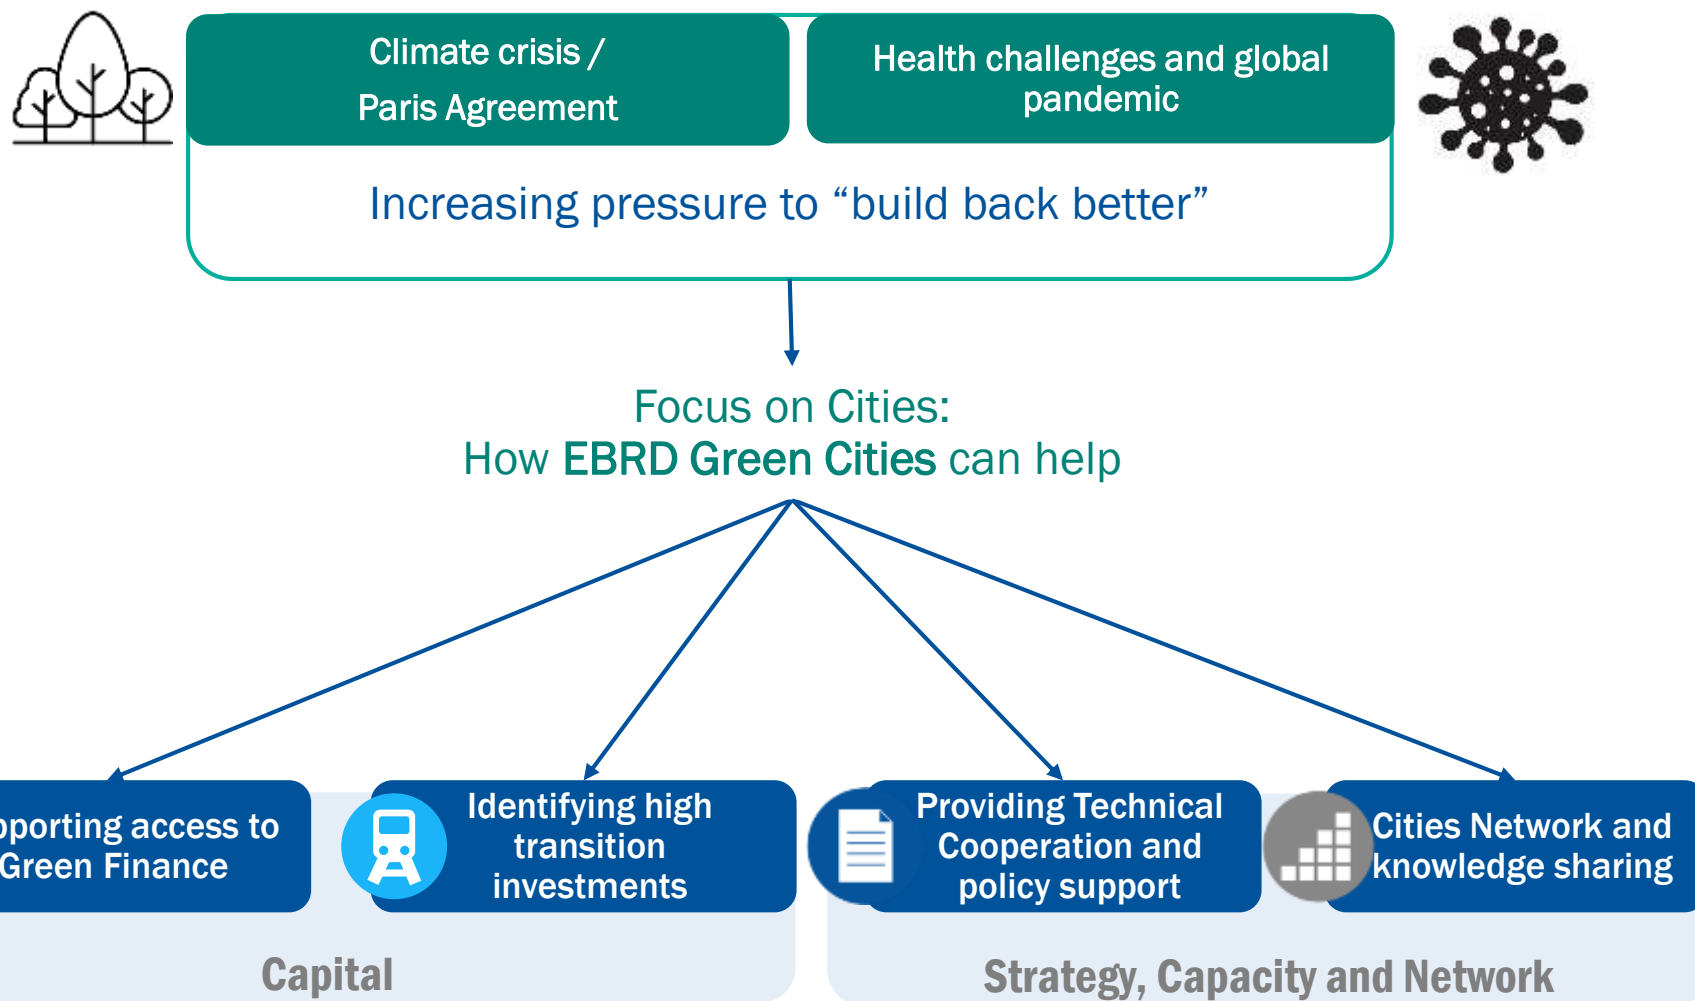 Climate crisis /
Paris Agreement
Health challenges and global
pandemic
Increasing pressure to “build back better”
Focus on Cities:
How EBRD Green Cities can help
pporting access to
Green Finance
Identifying high
transition
investments
Providing Technical
Cooperation and
policy support
Cities Network and
knowledge sharing
Capital
Strategy, Capacity and Network